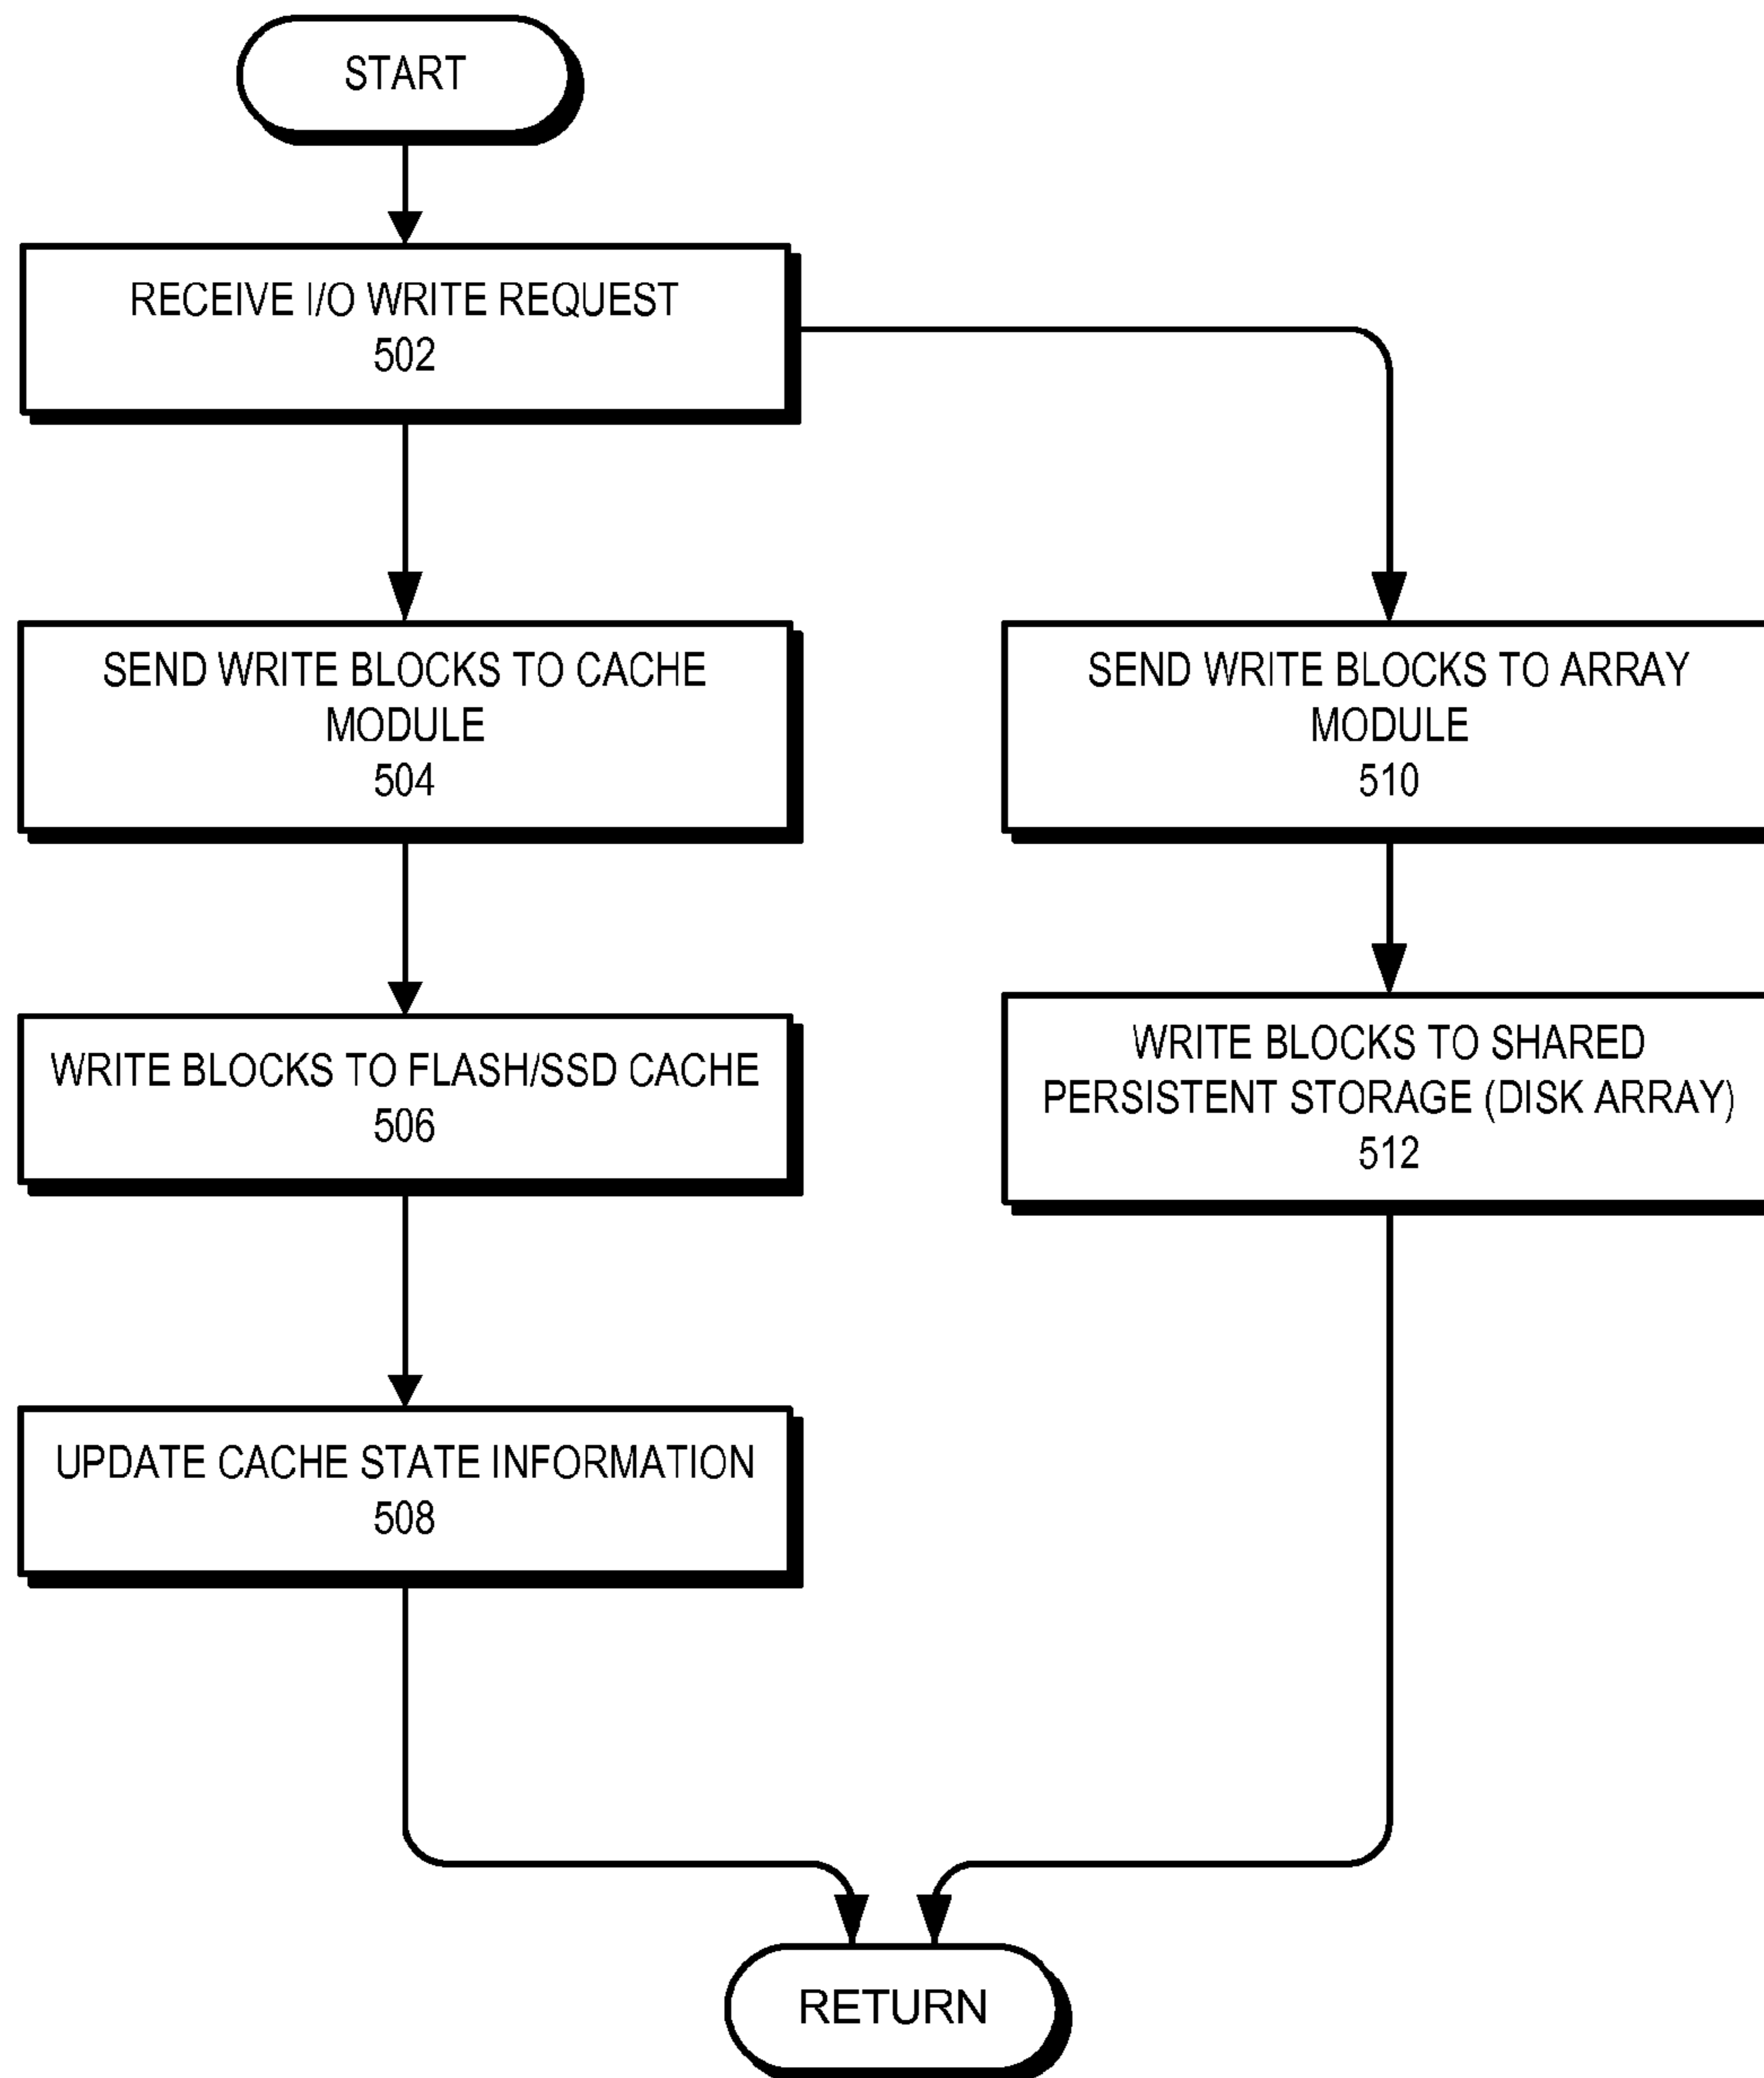 START
RECEIVE I/O WRITE REQUEST
502
SEND WRITE BLOCKS TO CACHE
MODULE
504
SEND WRITE BLOCKS TO ARRAY
MODULE
510
WRITE BLOCKS TO FLASH/SSD CACHE
506
WRITE BLOCKS TO SHARED
PERSISTENT STORAGE (DISK ARRAY)
512
UPDATE CACHE STATE INFORMATION
508
RETURN